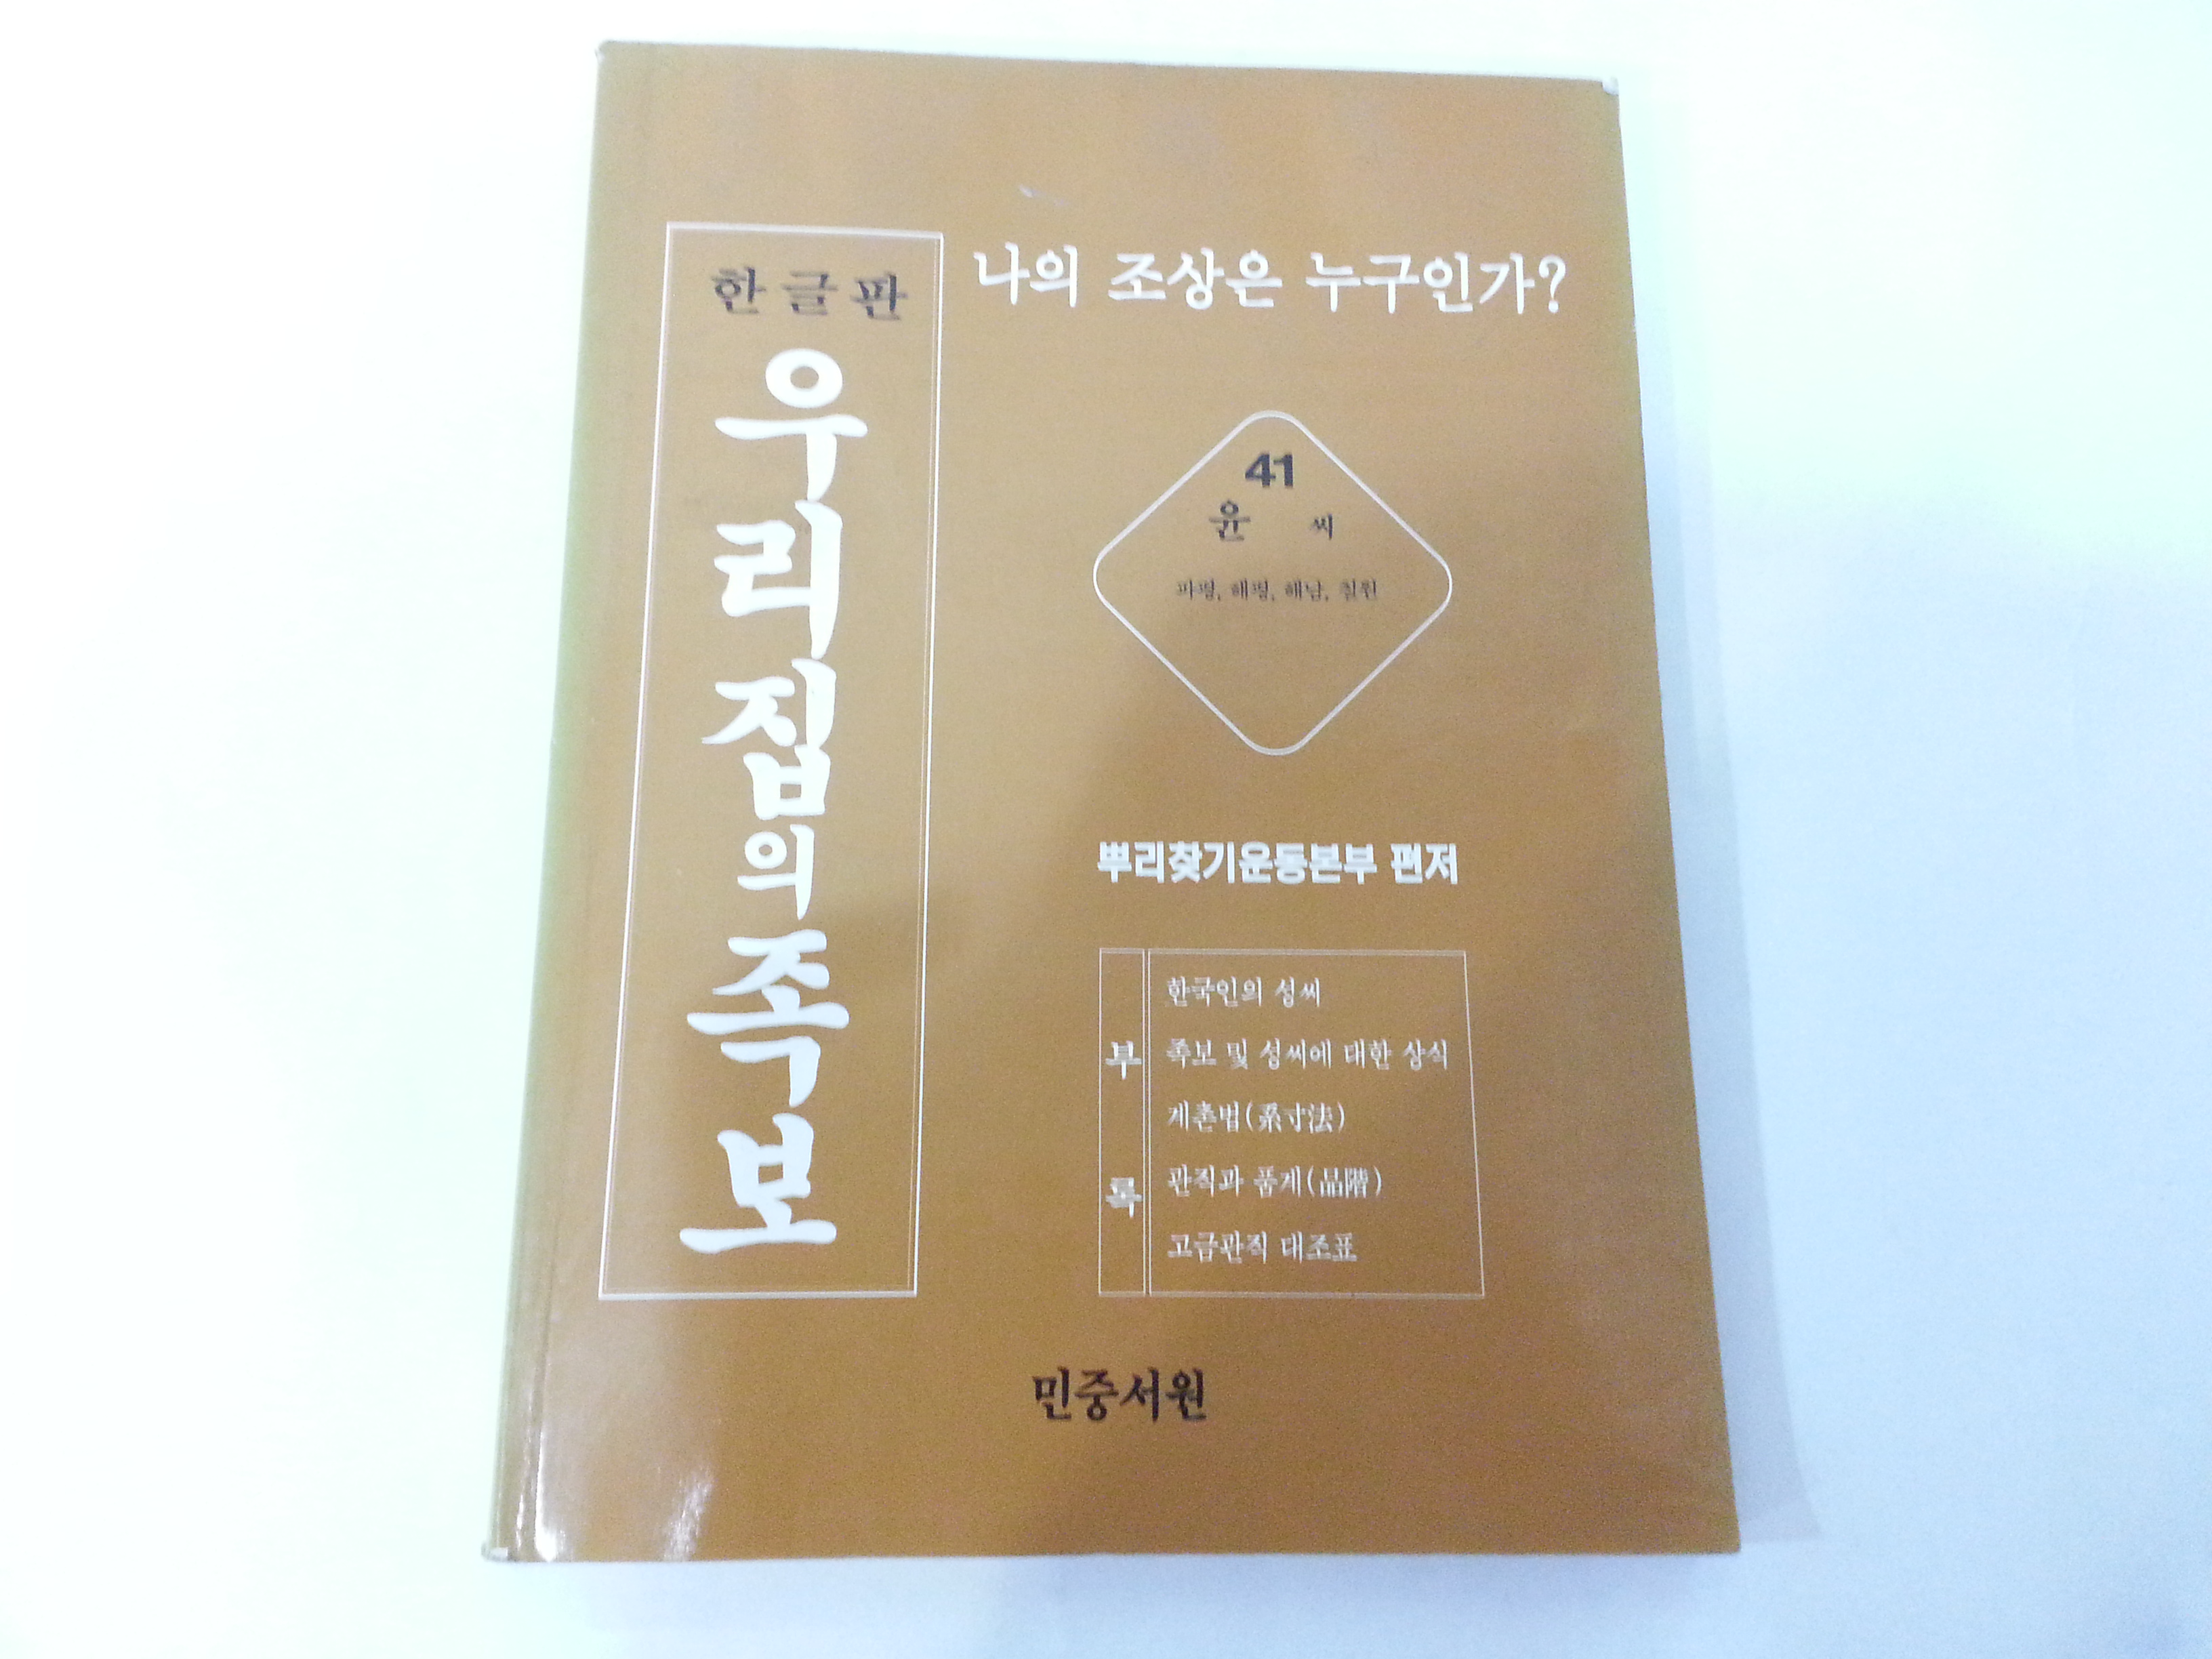 한글판
우리집의족보
나의 조상은 누구인가?
41
윤 씨
파평, 해평, 해남, 칠원
뿌리찾기운동본부 편저
부록
한국인의 성씨
족보 및 성씨에 대한 상식
계촌법(系寸法)
관직과 품계(品階)
고금관직 대조표
민중서원